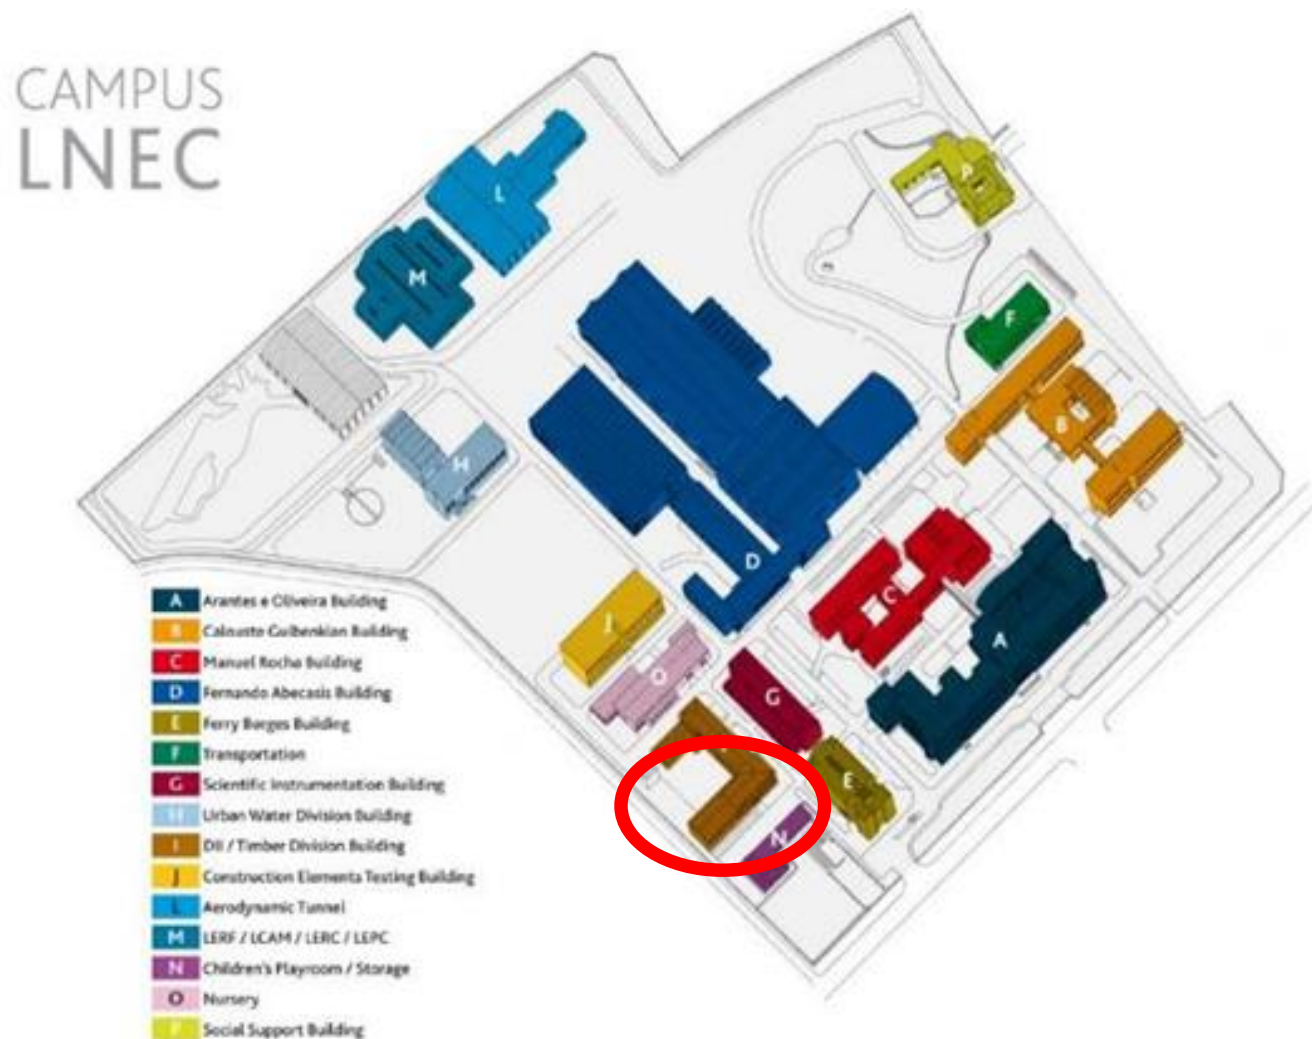 CAMPUS
LNEC
L
P
M
F
B
H
D
C
A
J
O
G
E
N
A Arantes e Oliveira Building
B Calouste Gulbenkian Building
C Manuel Rocha Building
D Fernando Abecasis Building
E Ferry Borges Building
F Transportation
G Scientific Instrumentation Building
H Urban Water Division Building
I DII / Timber Division Building
J Construction Elements Testing Building
L Aerodynamic Tunnel
M LERF / LCAM / LERC / LEPC
N Children's Playroom / Storage
O Nursery
P Social Support Building